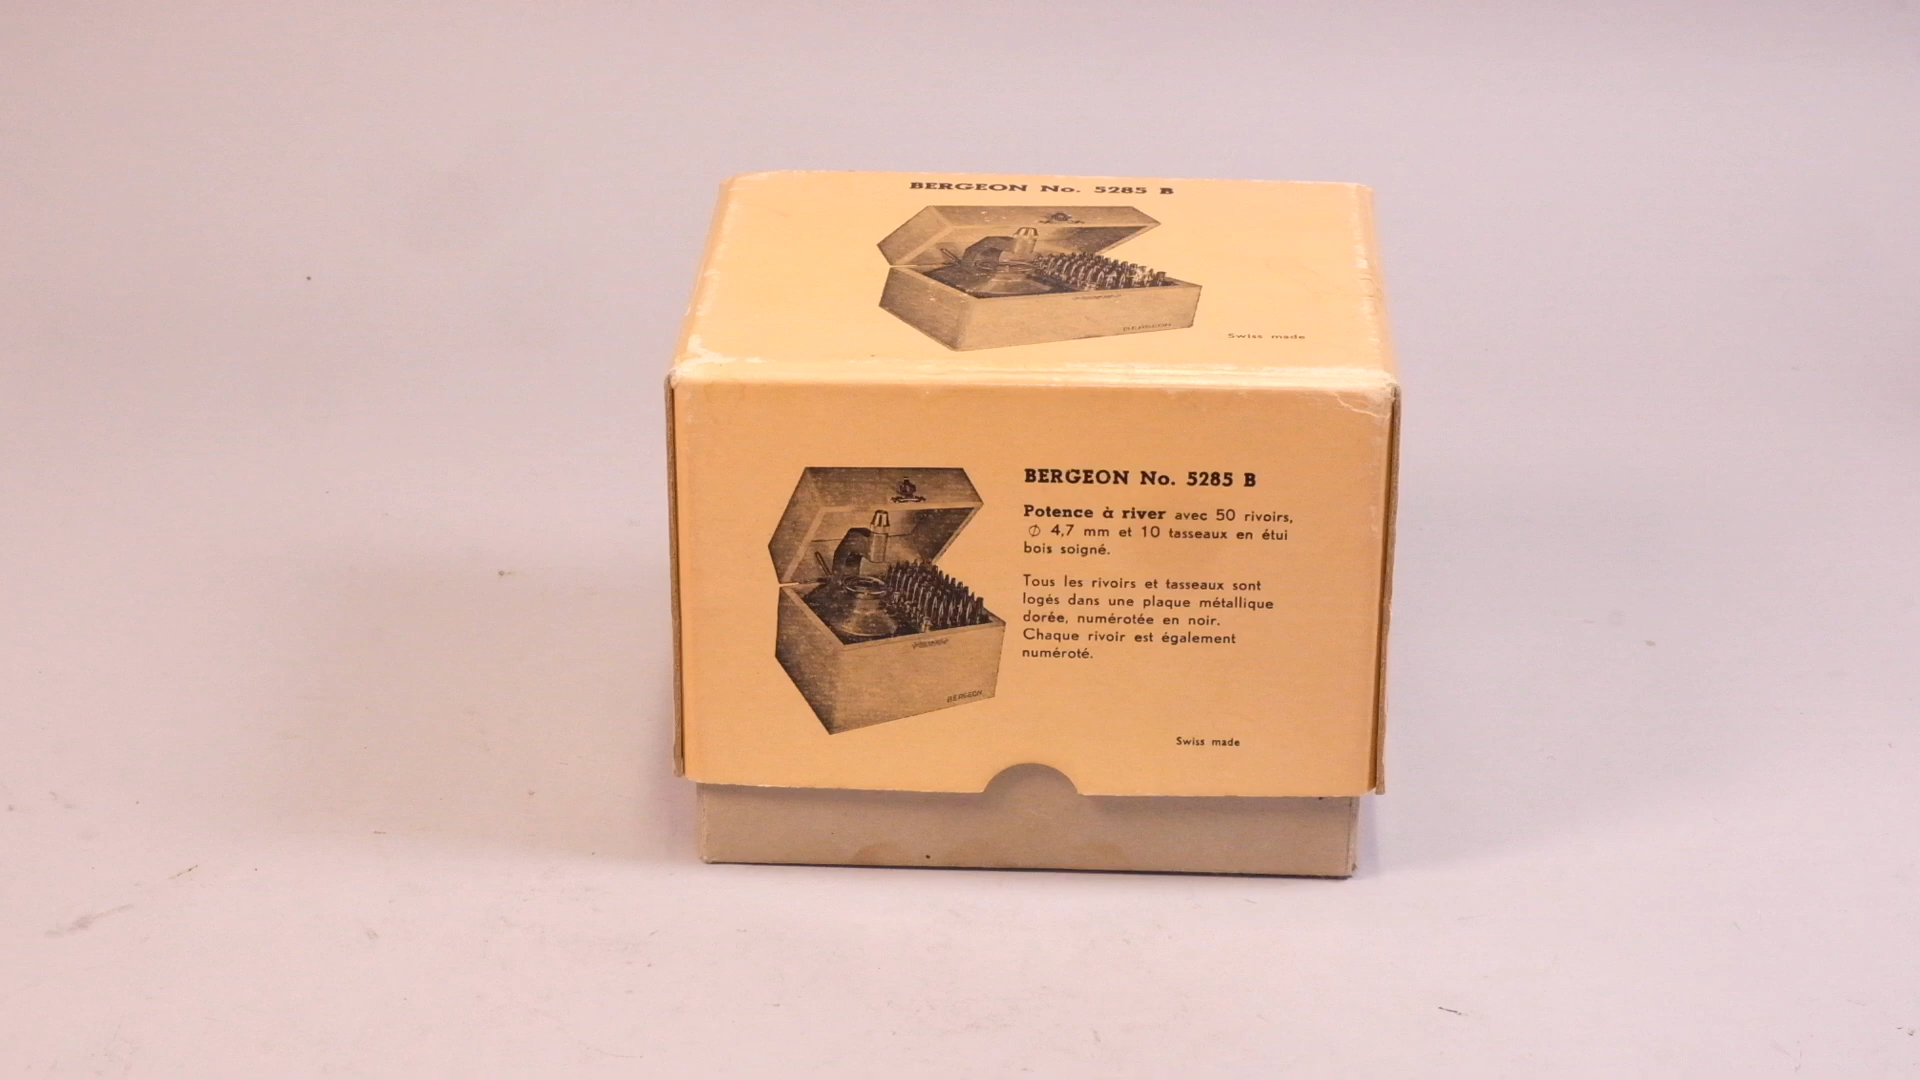 BERGEON No. 5285 B
BERGEON
Swiss made
BERGEON No. 5285 B
Potence à river avec 50 rivoirs,
∅ 4,7 mm et 10 tasseaux en étui
bois soigné.
Tous les rivoirs et tasseaux sont
logés dans une plaque métallique
dorée, numérotée en noir.
Chaque rivoir est également
numéroté.
BERGEON
Swiss made